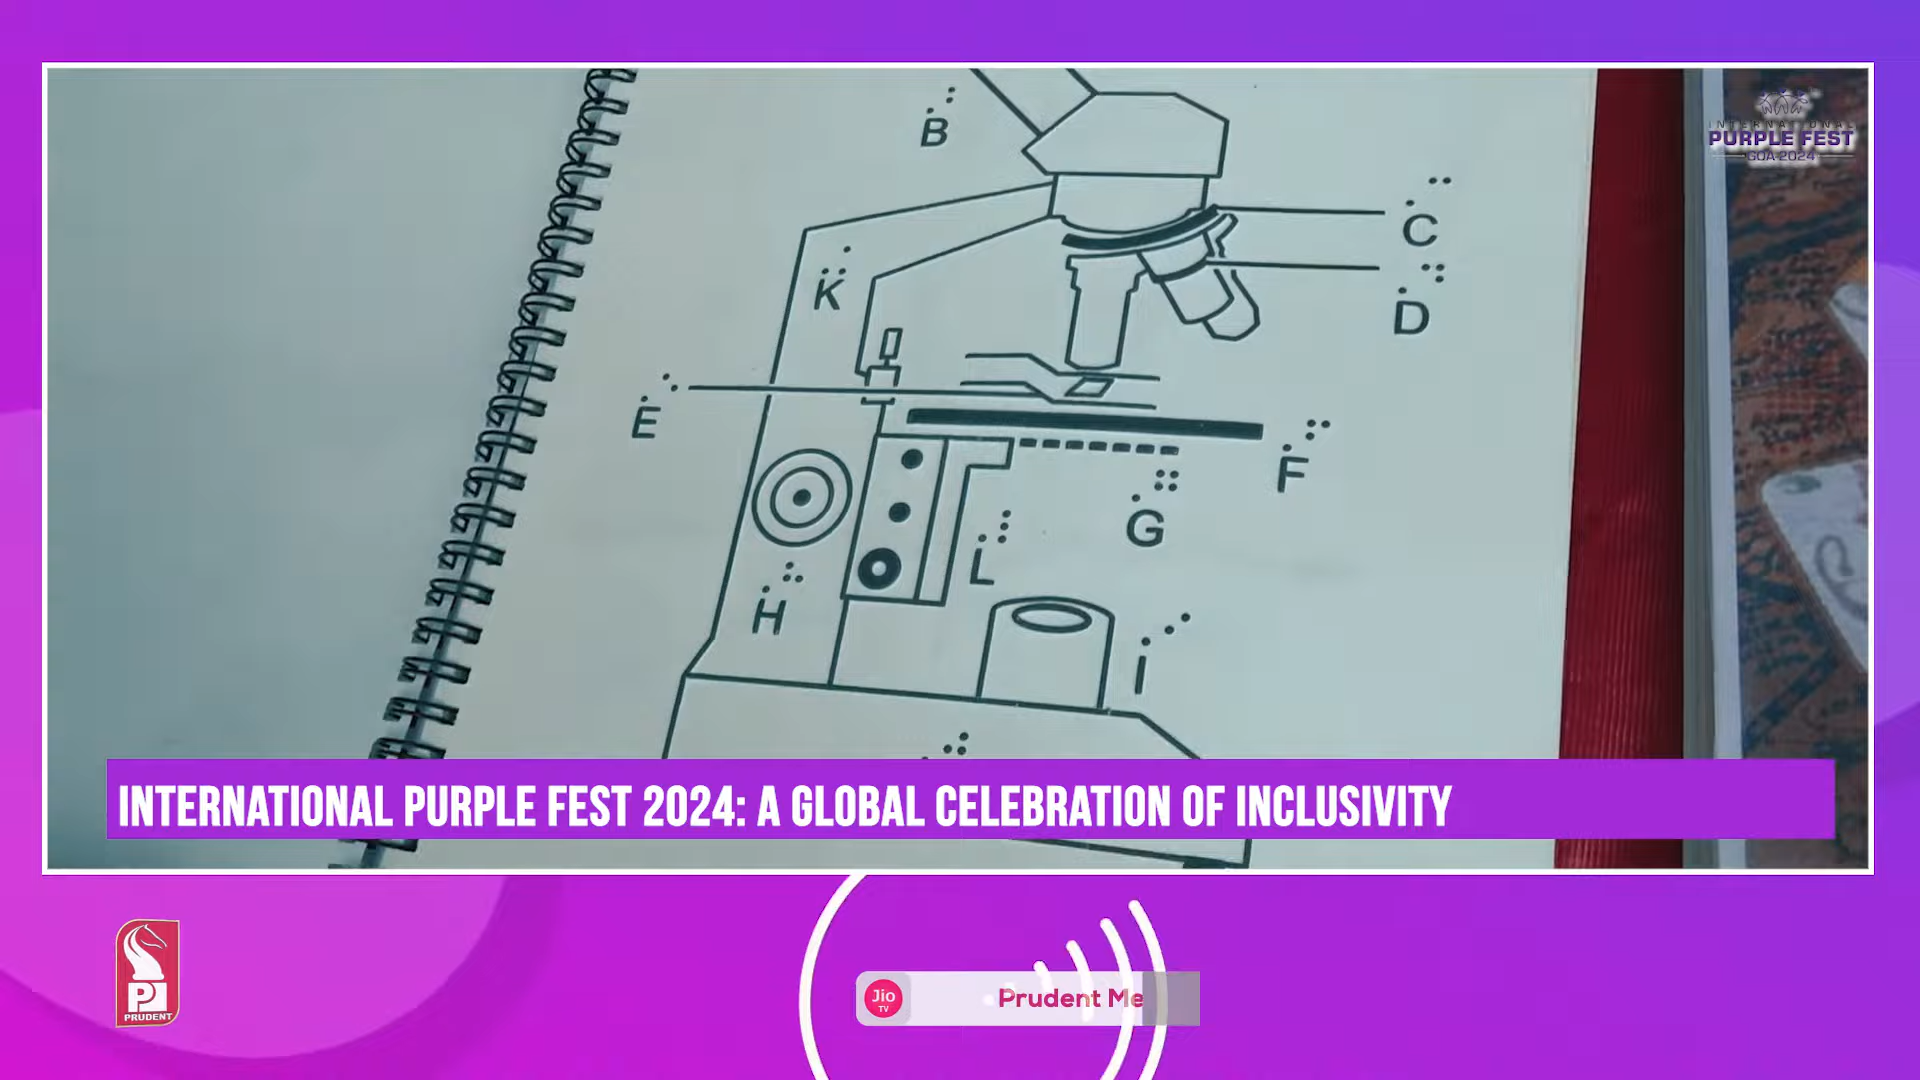 INTERNATIONAL
PURPLE FEST
GOA 2024
B
C
K
D
E
F
G
L
H
I
INTERNATIONAL PURPLE FEST 2024: A GLOBAL CELEBRATION OF INCLUSIVITY
PRUDENT
Jio
TV
Prudent Me